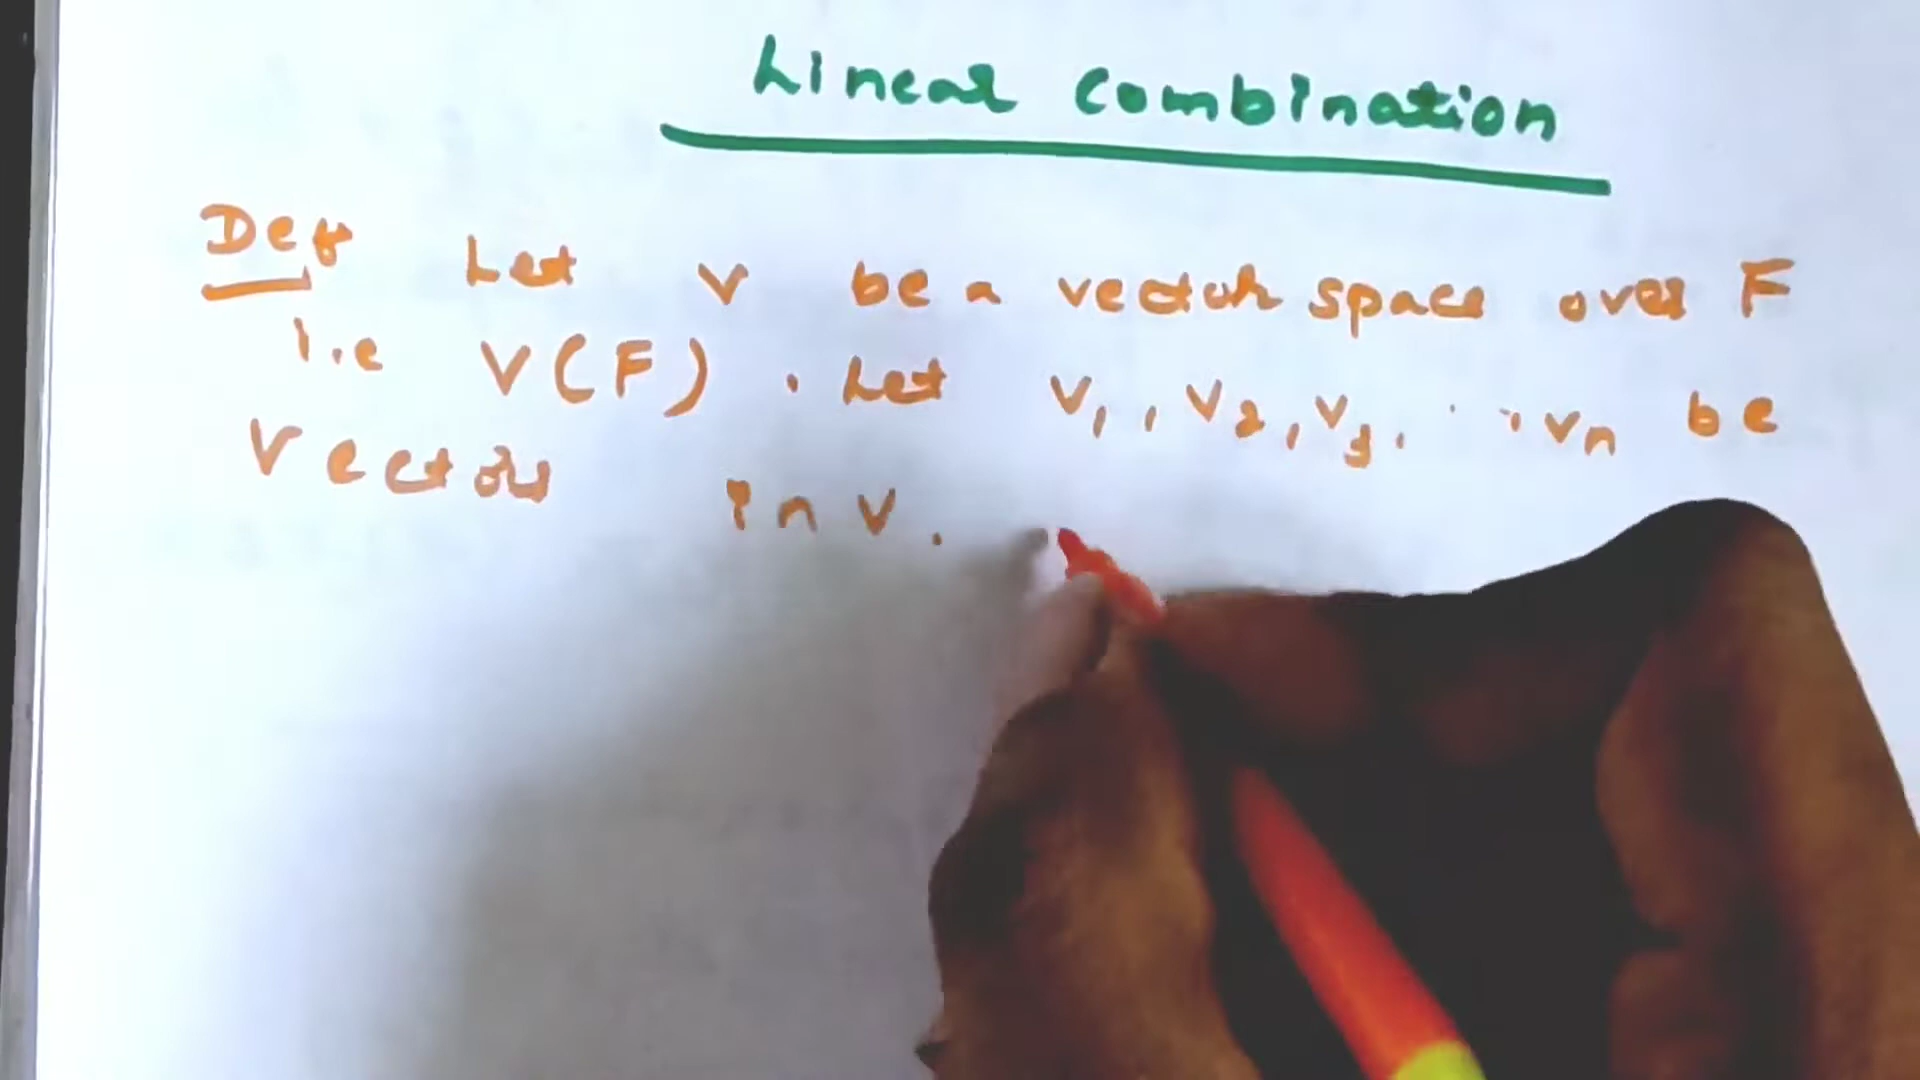 Linear Combination
Def Let V be a vector space over F
i.e V(F). Let v1, v2, v3, . . , vn be
vectors in V.